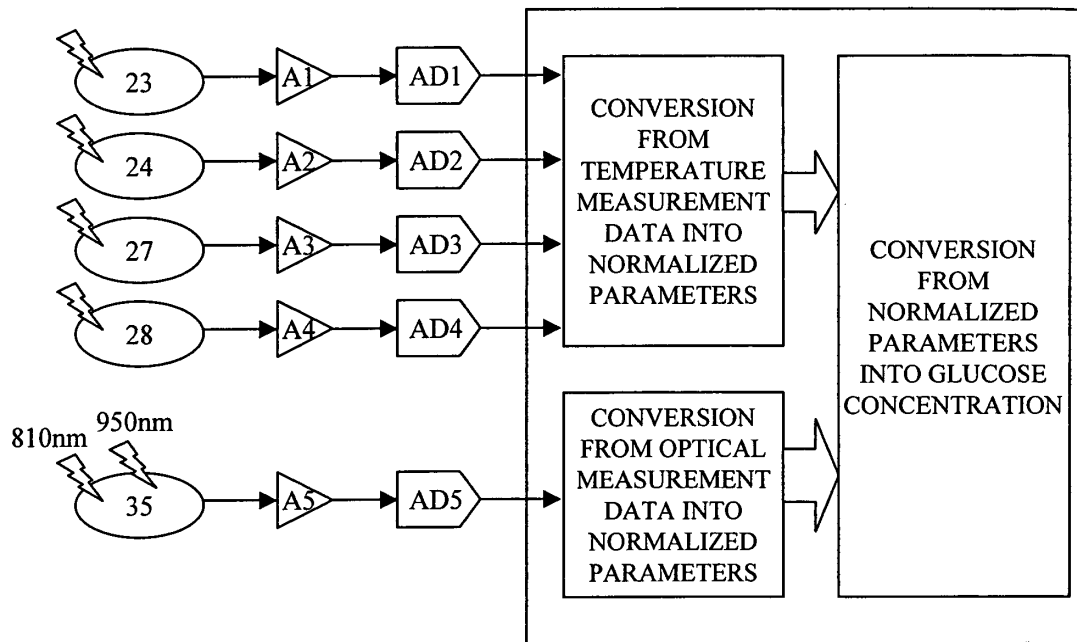 23 A1 AD1
24 A2 AD2
27 A3 AD3
28 A4 AD4
CONVERSION
FROM
TEMPERATURE
MEASUREMENT
DATA INTO
NORMALIZED
PARAMETERS
810nm 950nm
35 A5 AD5
CONVERSION
FROM OPTICAL
MEASUREMENT
DATA INTO
NORMALIZED
PARAMETERS
CONVERSION
FROM
NORMALIZED
PARAMETERS
INTO GLUCOSE
CONCENTRATION